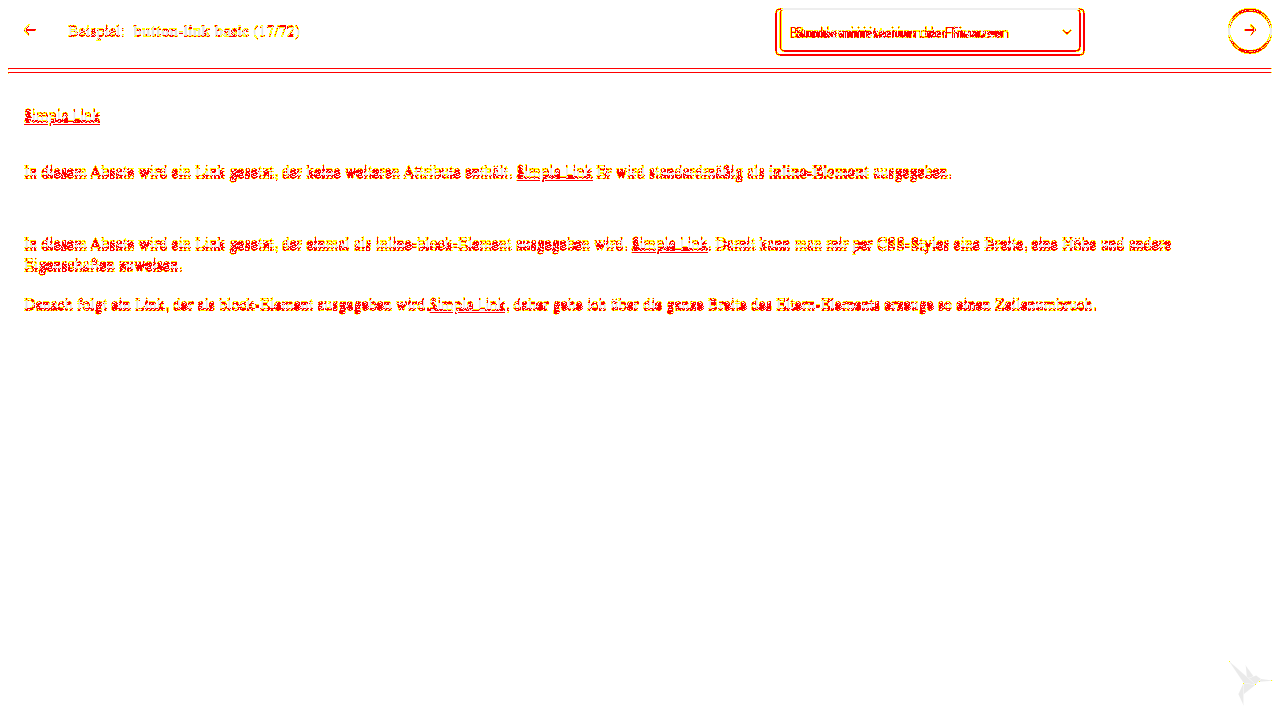 Beispiel: button-link basic (17/72)
Simple Link
In diesem Absatz wird ein Link gesetzt, der keine weiteren Attribute enthält. Simple Link Er wird standardmäßig als inline-Element ausgegeben.
In diesem Absatz wird ein Link gesetzt, der einmal als inline-block-Element ausgegeben wird. Simple Link. Damit kann man mir per CSS-Styles eine Breite, eine Höhe und andere
Eigenschaften zuweisen.
Danach folgt ein Link, der als block-Element ausgegeben wird.Simple Link, daher gehe ich über die ganze Breite des Eltern-Elements erzeuge so einen Zeilenumbruch.